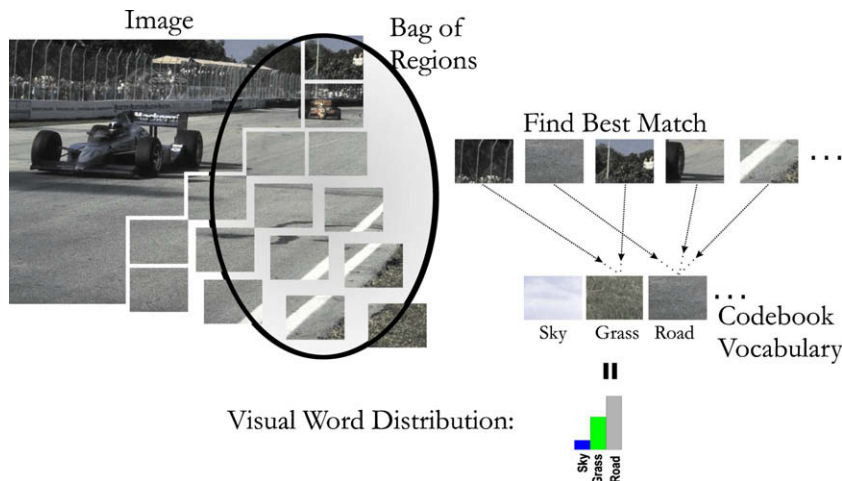 Image
Bag of
Regions
Find Best Match
...
...
Sky Grass Road
Codebook
Vocabulary
Visual Word Distribution:
Sky
Grass
Road